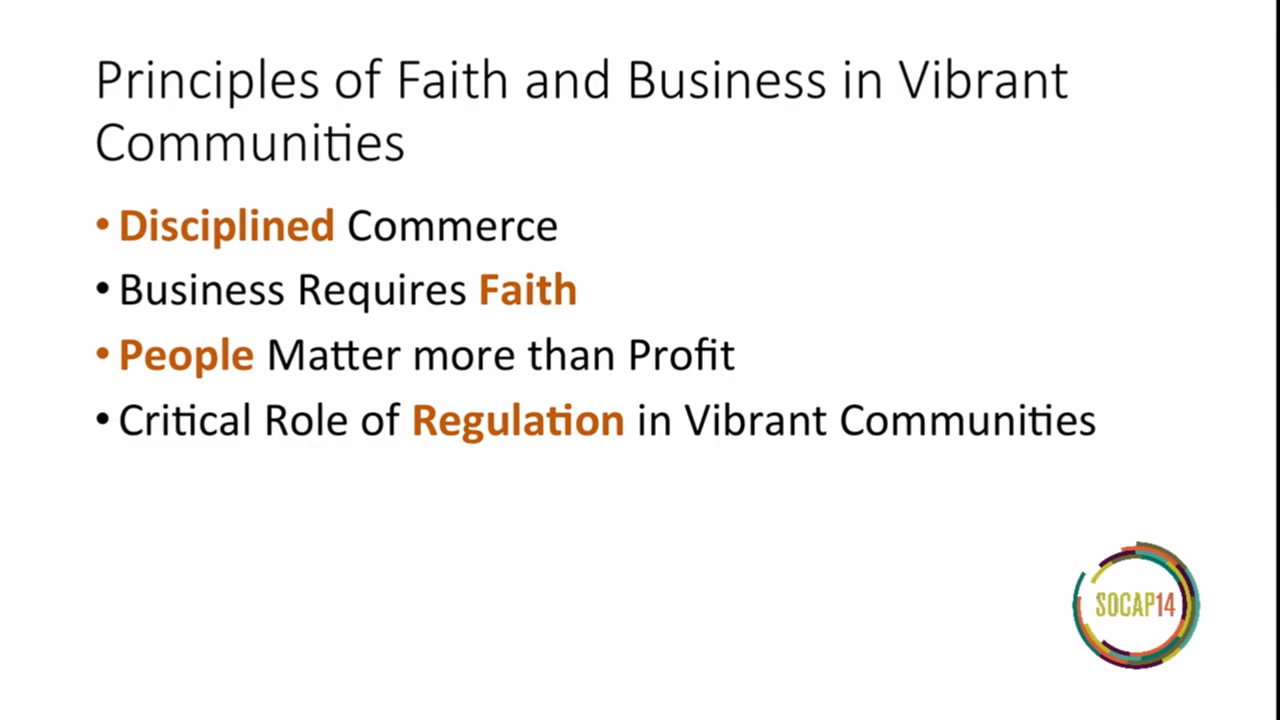 Principles of Faith and Business in Vibrant
Communities
• Disciplined Commerce
• Business Requires Faith
• People Matter more than Profit
• Critical Role of Regulation in Vibrant Communities
SOCAP14